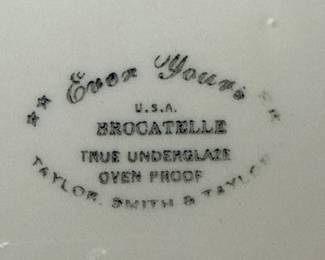 Ever Yours
U.S.A.
BROCATELLE
TRUE UNDERGLAZE
OVEN PROOF
TAYLOR, SMITH & TAYLOR